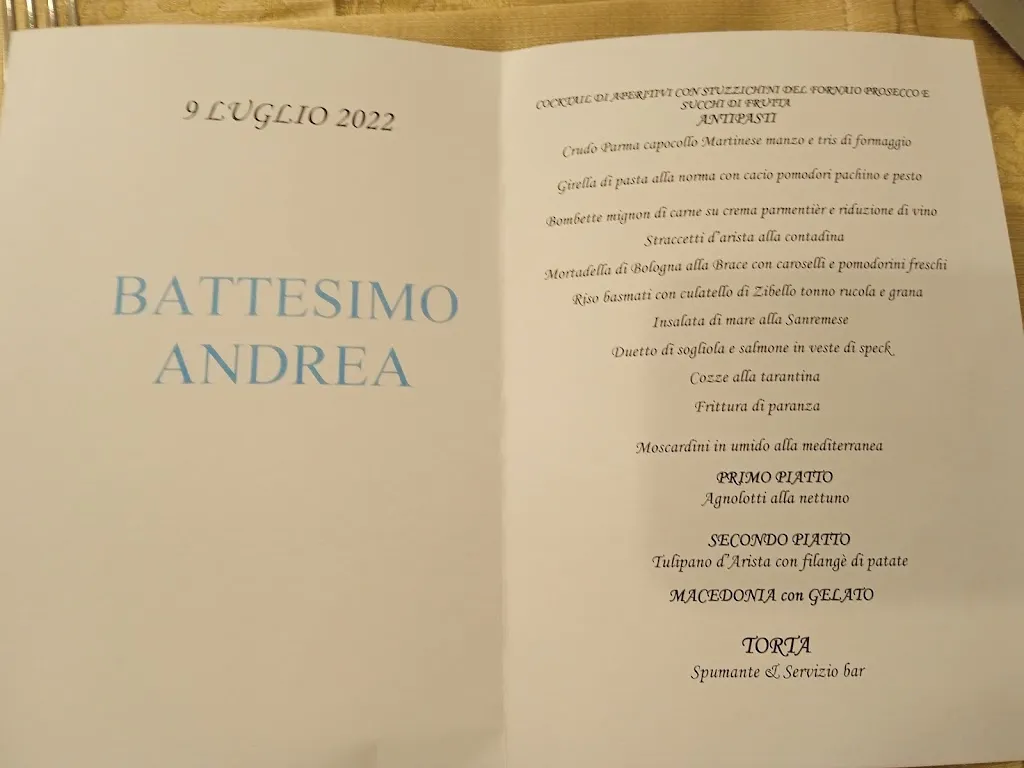 9 LUGLIO 2022
BATTESIMO
ANDREA
COCKTAIL DI APERITIVI CON STUZZICHINI DEL FORNAIO PROSECCO E
SUCCHI DI FRUTTA
ANTIPASTI
Crudo Parma capocollo Martinese manzo e tris di formaggio
Girella di pasta alla norma con cacio pomodori pachino e pesto
Bombette mignon di carne su crema parmentièr e riduzione di vino
Straccetti d'arista alla contadina
Mortadella di Bologna alla Brace con caroselli e pomodorini freschi
Riso basmati con culatello di Zibello tonno rucola e grana
Insalata di mare alla Sanremese
Duetto di sogliola e salmone in veste di speck
Cozze alla tarantina
Frittura di paranza
Moscardini in umido alla mediterranea
PRIMO PIATTO
Agnolotti alla nettuno
SECONDO PIATTO
Tulipano d'Arista con filangè di patate
MACEDONIA con GELATO
TORTA
Spumante & Servizio bar